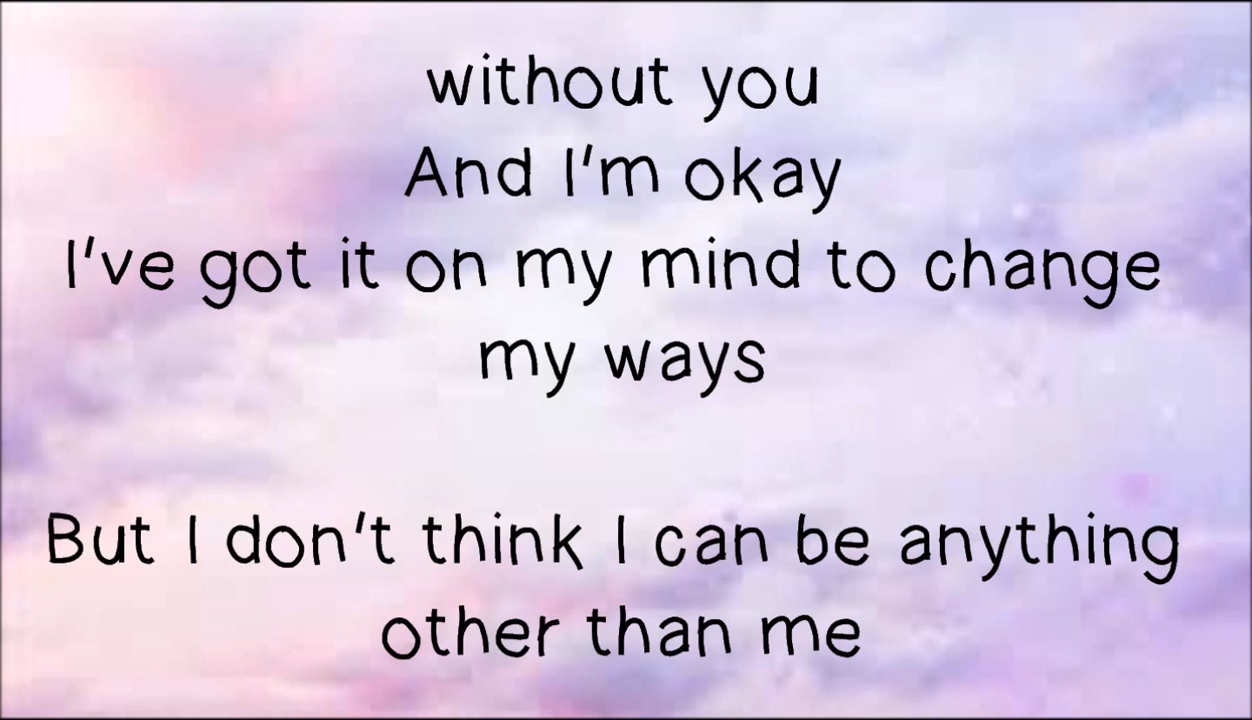 without you
And I'm okay
I've got it on my mind to change
my ways
But I don't think I can be anything
other than me